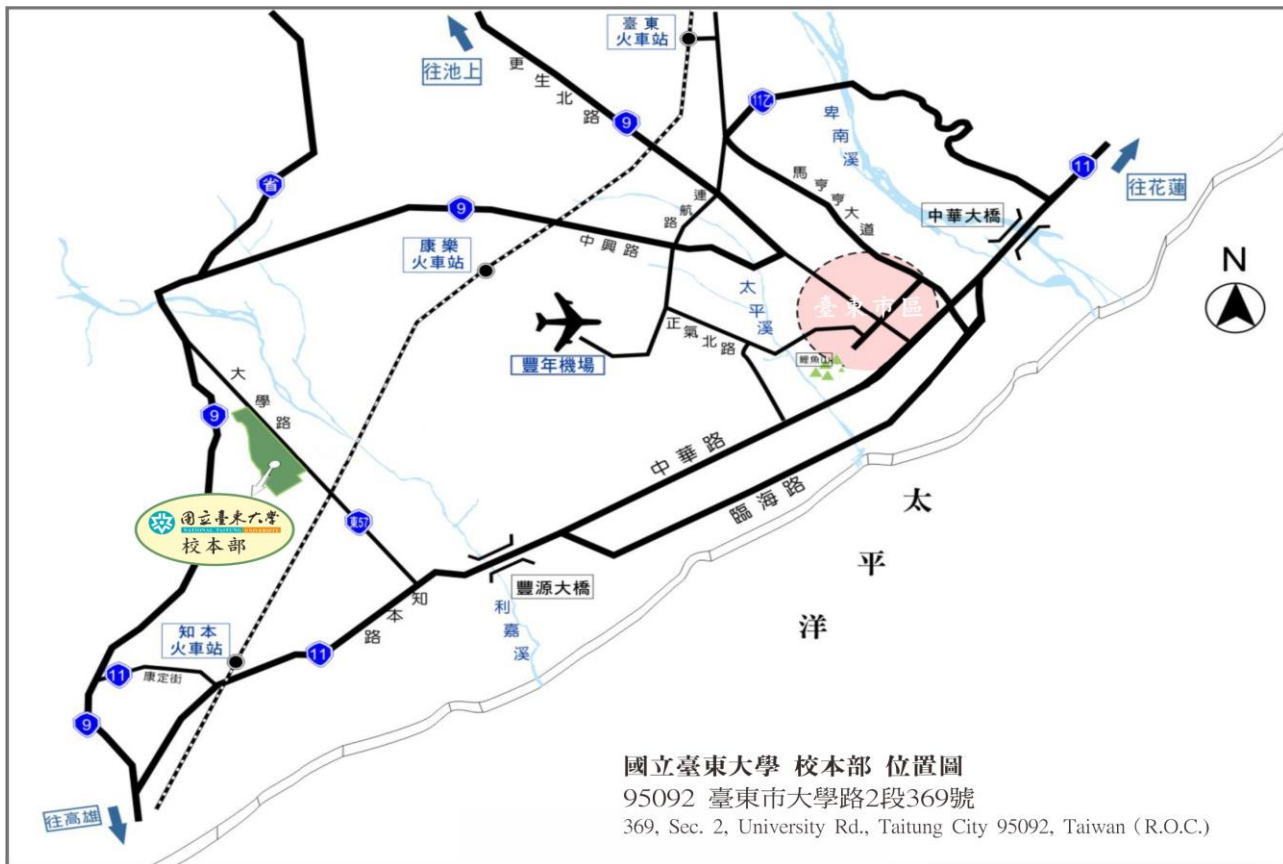 臺東
火車站
往池上
更生北路
9
11乙
卑南溪
11
往花蓮
省
9
馬亨亨大道
連航路
中華大橋
康樂
火車站
中興路
N
太平溪
臺東市區
正氣北路
豐年機場
鯉魚山
大學路
9
中華路
臨海路
太平洋
國立臺東大學
NATIONAL TAITUNG UNIVERSITY
校本部
東57
豐源大橋
知本路
利嘉溪
知本
火車站
11
11
康定街
9
往高雄
國立臺東大學 校本部 位置圖
95092 臺東市大學路2段369號
369, Sec. 2, University Rd., Taitung City 95092, Taiwan (R.O.C.)